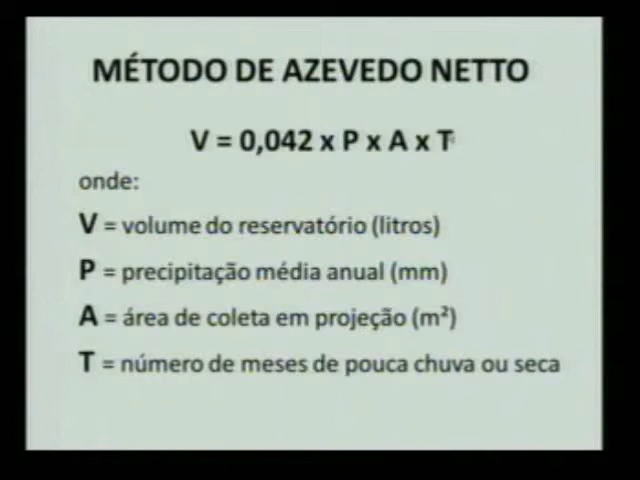 MÉTODO DE AZEVEDO NETTO
V = 0,042 x P x A x T
onde:
V = volume do reservatório (litros)
P = precipitação média anual (mm)
A = área de coleta em projeção (m²)
T = número de meses de pouca chuva ou seca